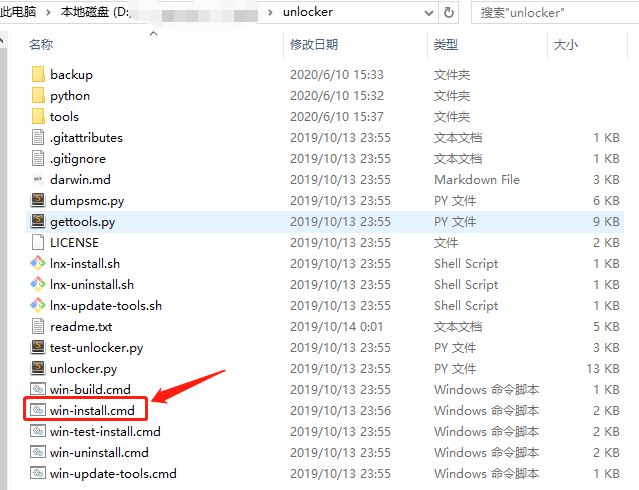 此电脑 › 本地磁盘 (D: › unlocker 搜索"unlocker"
名称 修改日期 类型 大小
backup 2020/6/10 15:33 文件夹
python 2020/6/10 15:32 文件夹
tools 2020/6/10 15:37 文件夹
.gitattributes 2019/10/13 23:55 文本文档 1 KB
.gitignore 2019/10/13 23:55 文本文档 1 KB
darwin.md 2019/10/13 23:55 Markdown File 3 KB
dumpsmc.py 2019/10/13 23:55 PY 文件 6 KB
gettools.py 2019/10/13 23:55 PY 文件 9 KB
LICENSE 2019/10/13 23:55 文件 2 KB
lnx-install.sh 2019/10/13 23:55 Shell Script 1 KB
lnx-uninstall.sh 2019/10/13 23:55 Shell Script 1 KB
lnx-update-tools.sh 2019/10/13 23:55 Shell Script 1 KB
readme.txt 2019/10/14 0:01 文本文档 5 KB
test-unlocker.py 2019/10/13 23:55 PY 文件 3 KB
unlocker.py 2019/10/13 23:55 PY 文件 13 KB
win-build.cmd 2019/10/13 23:55 Windows 命令脚本 1 KB
win-install.cmd 2019/10/13 23:56 Windows 命令脚本 2 KB
win-test-install.cmd 2019/10/13 23:55 Windows 命令脚本 2 KB
win-uninstall.cmd 2019/10/13 23:55 Windows 命令脚本 2 KB
win-update-tools.cmd 2019/10/13 23:55 Windows 命令脚本 2 KB